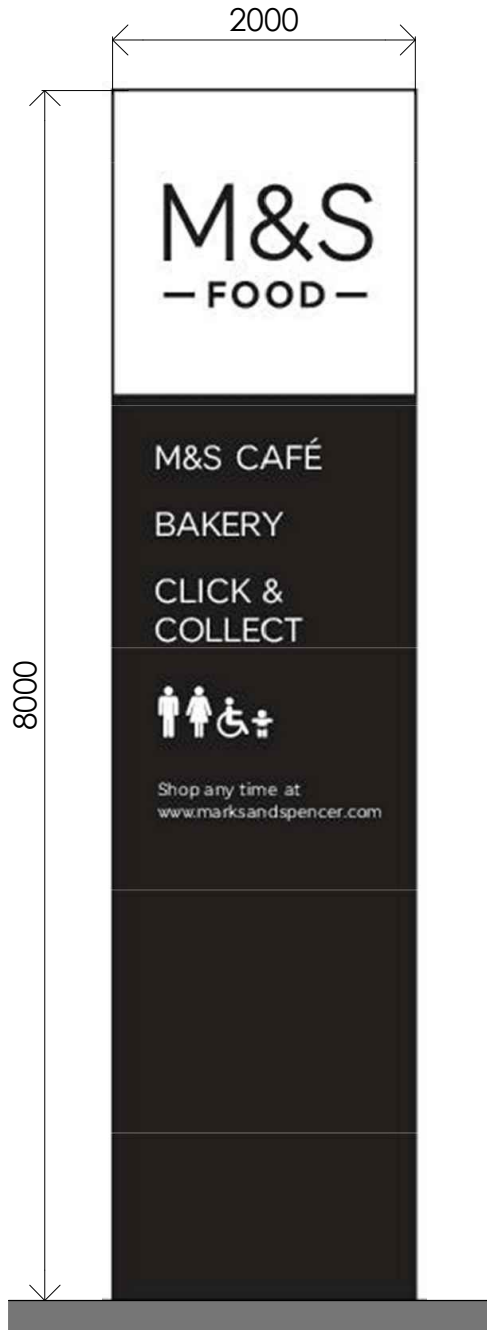 2000
8000
M&S
—FOOD—
M&S CAFÉ
BAKERY
CLICK &
COLLECT
Shop any time at
www.marksandspencer.com